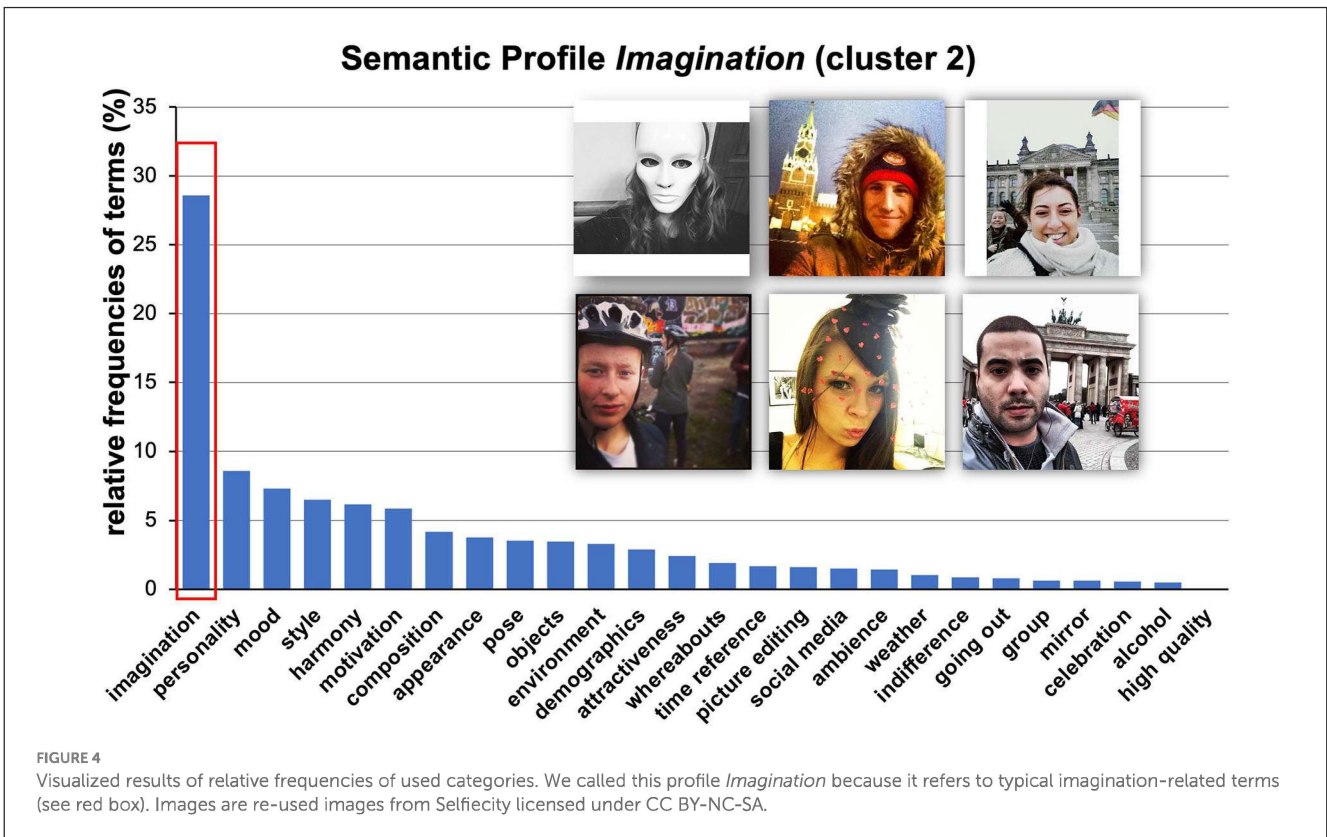 Semantic Profile Imagination (cluster 2)
relative frequencies of terms (%)
35
30
25
20
15
10
5
0
imagination
personality
mood
style
harmony
motivation
composition
appearance
pose
objects
environment
demographics
attractiveness
whereabouts
time reference
picture editing
social media
ambience
weather
indifference
going out
group
mirror
celebration
alcohol
high quality
FIGURE 4
Visualized results of relative frequencies of used categories. We called this profile Imagination because it refers to typical imagination-related terms
(see red box). Images are re-used images from Selfiecity licensed under CC BY-NC-SA.